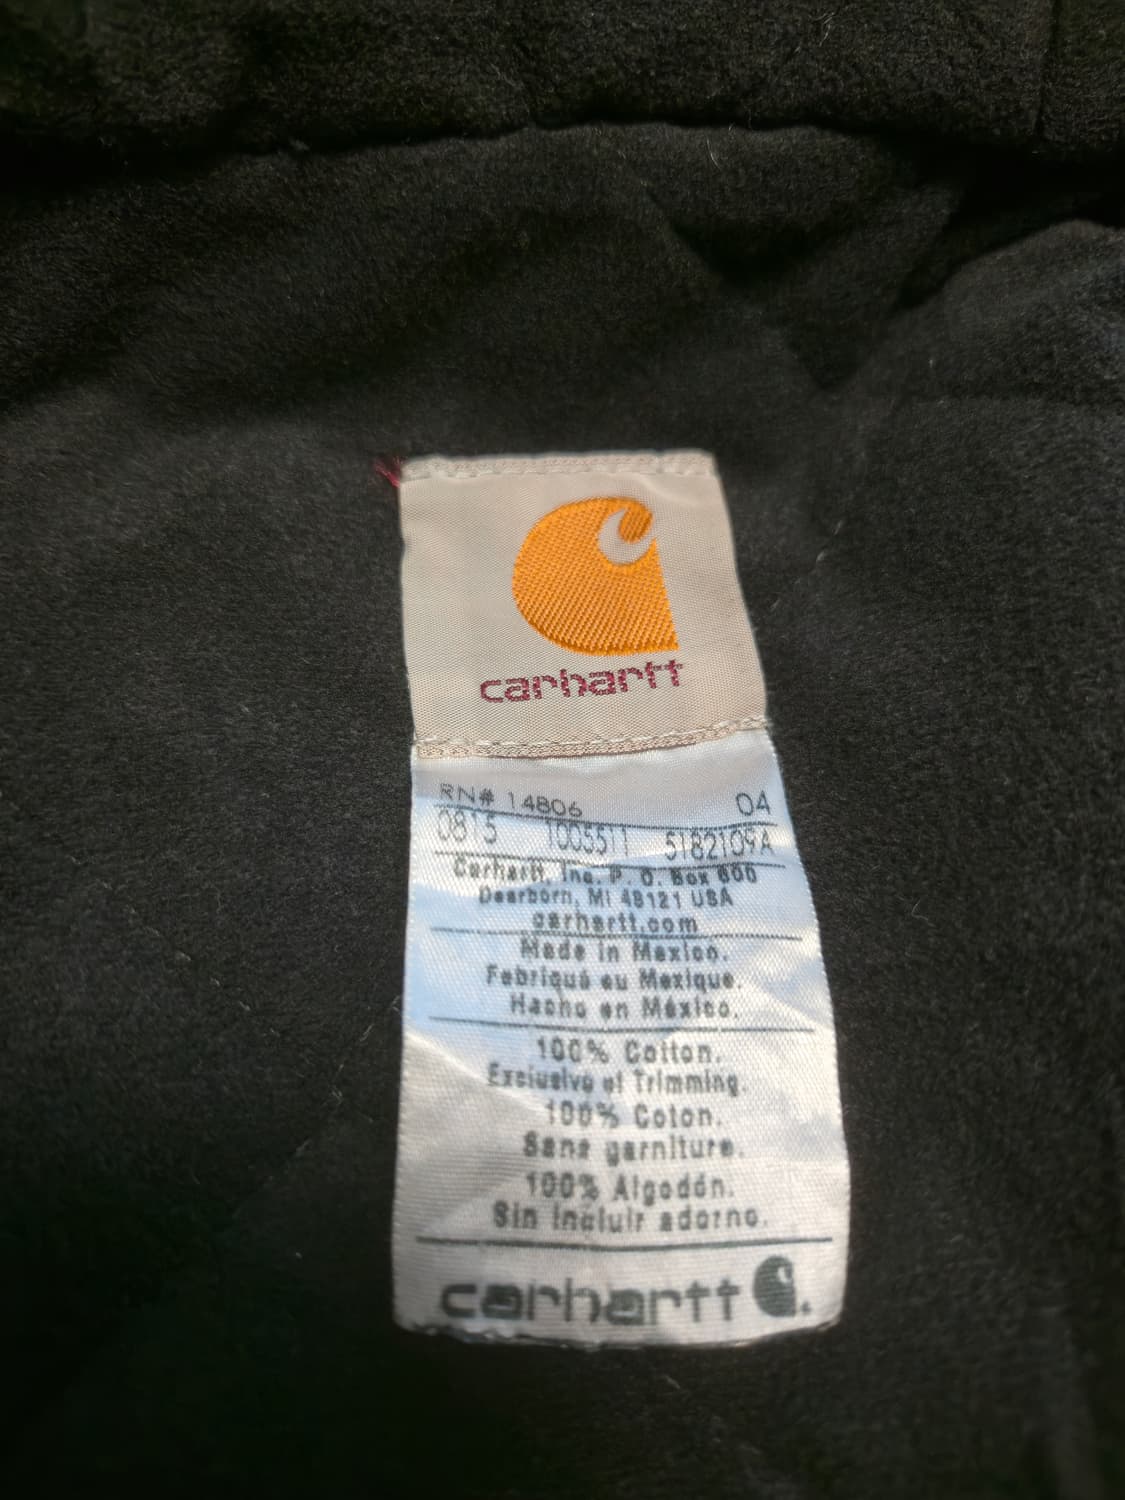 carhartt
RN# 14806 04
0815 1005511 5182109A
Carhartt, Inc. P. O. Box 600
Dearborn, MI 48121 USA
carhartt.com
Made in Mexico.
Fabriqué au Mexique.
Hecho en México.
100% Cotton.
Exclusive of Trimming.
100% Coton.
Sans garniture.
100% Algodón.
Sin incluir adorno.
carhartt